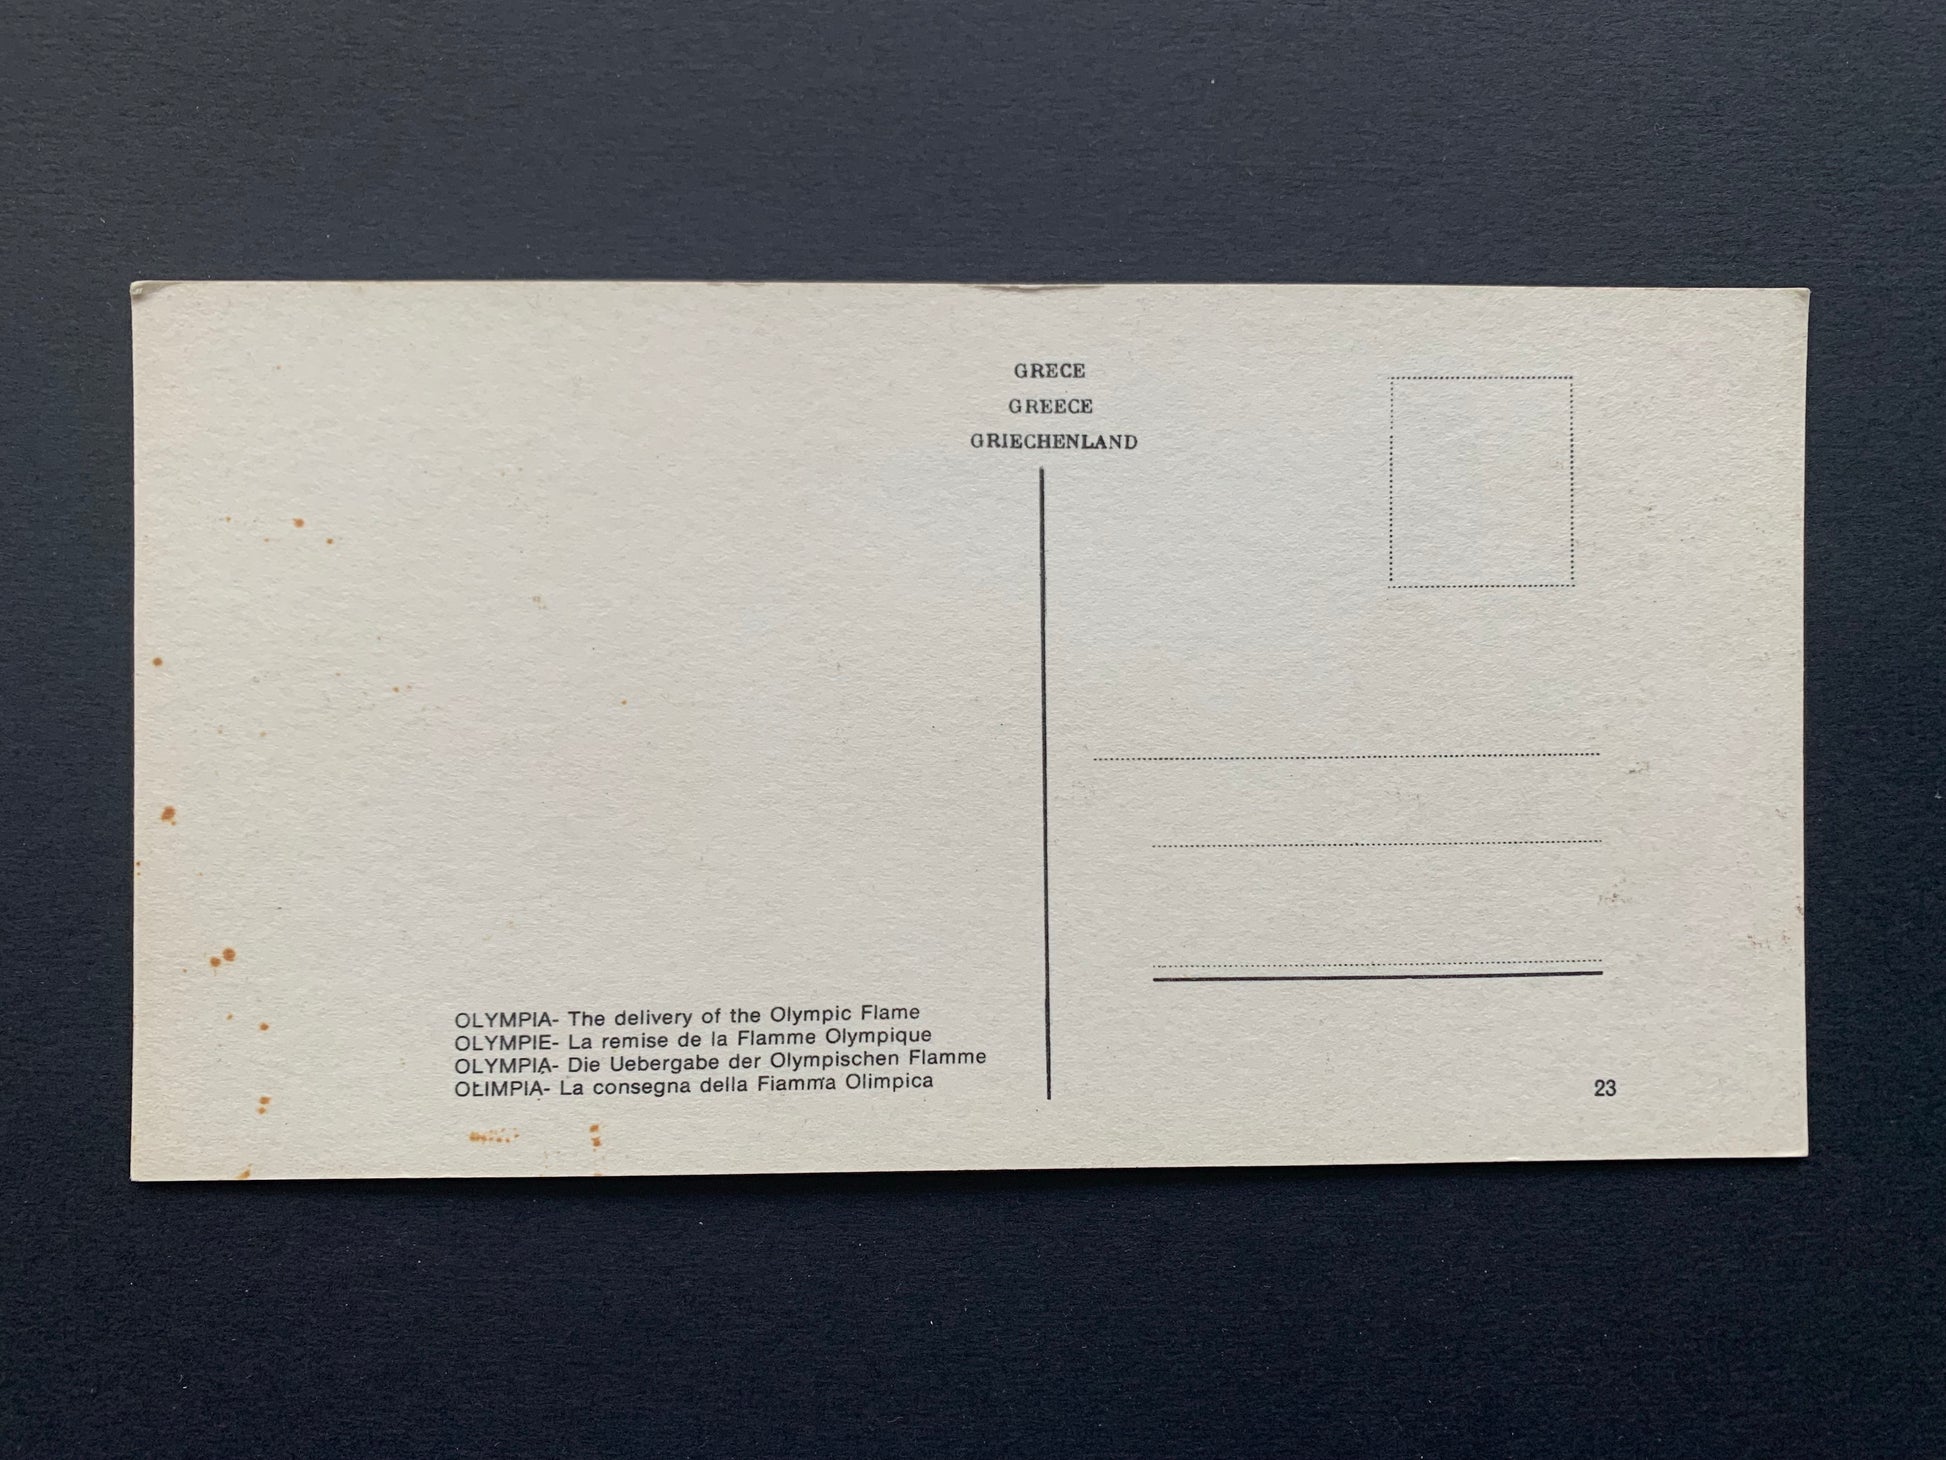 GRECE
GREECE
GRIECHENLAND
OLYMPIA- The delivery of the Olympic Flame
OLYMPIE- La remise de la Flamme Olympique
OLYMPIA- Die Uebergabe der Olympischen Flamme
OLIMPIA- La consegna della Fiamma Olimpica
23